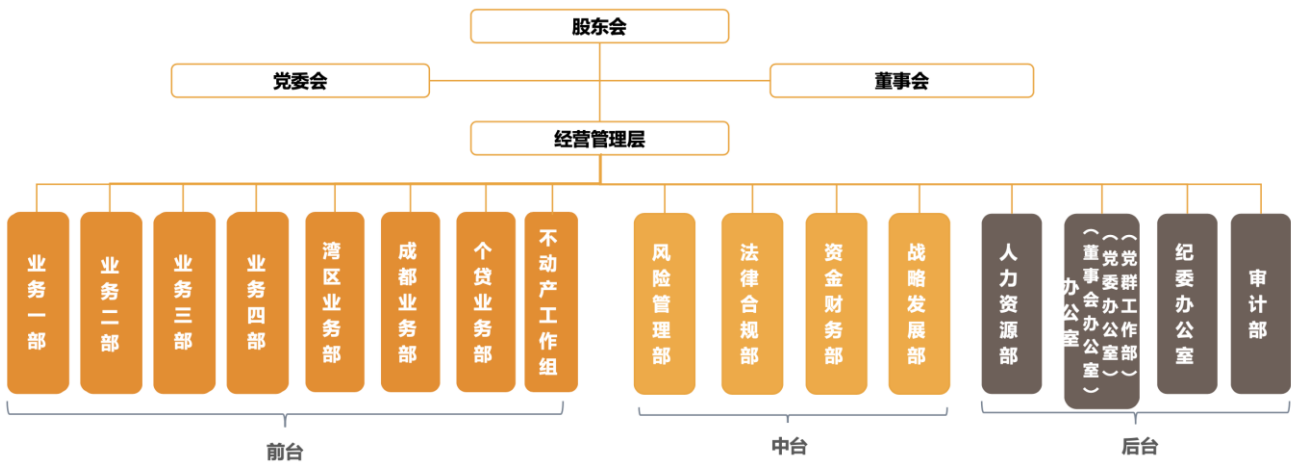 股东会
党委会
董事会
经营管理层
业务一部
业务二部
业务三部
业务四部
湾区业务部
成都业务部
个贷业务部
不动产工作组
风险管理部
法律合规部
资金财务部
战略发展部
人力资源部
办公室
（董事会办公室）
（党委办公室）
（党群工作部）
纪委办公室
审计部
前台
中台
后台